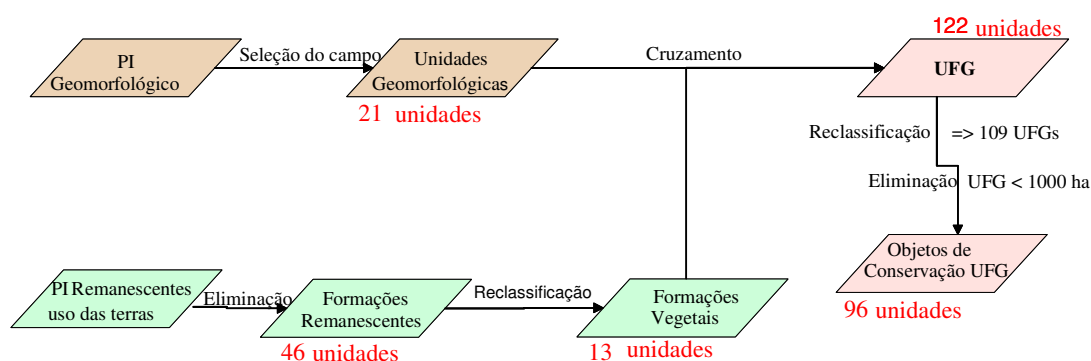 122 unidades
PI
Geomorfológico
Seleção do campo
Unidades
Geomorfológicas
21 unidades
Cruzamento
UFG
Reclassificação => 109 UFGs
Eliminação UFG < 1000 ha
Objetos de
Conservação UFG
96 unidades
PI Remanescentes
uso das terras
Eliminação
Formações
Remanescentes
46 unidades
Reclassificação
Formações
Vegetais
13 unidades